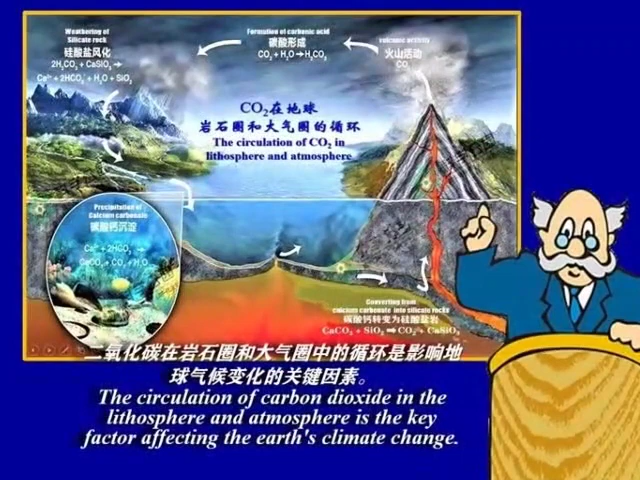 Weathering of
Silicate rock
硅酸盐风化
2H₂CO₃ + CaSiO₃ →
Ca²⁺ + 2HCO₃⁻ + H₂O + SiO₂
Formation of carbonic acid
碳酸形成
CO₂ + H₂O → H₂CO₃
volcanic activity
火山活动
CO₂
CO₂在地球
岩石圈和大气圈的循环
The circulation of CO₂ in
lithosphere and atmosphere
Precipitation of
Calcium carbonate
碳酸钙沉淀
Ca²⁺ + 2HCO₃⁻ →
CaCO₃ + CO₂ + H₂O
Converting from
calcium carbonate into silicate rocks
碳酸钙转变为硅酸盐岩
CaCO₃ + SiO₂ ➡ CO₂ + CaSiO₃
二氧化碳在岩石圈和大气圈中的循环是影响地
球气候变化的关键因素。
The circulation of carbon dioxide in the
lithosphere and atmosphere is the key
factor affecting the earth's climate change.